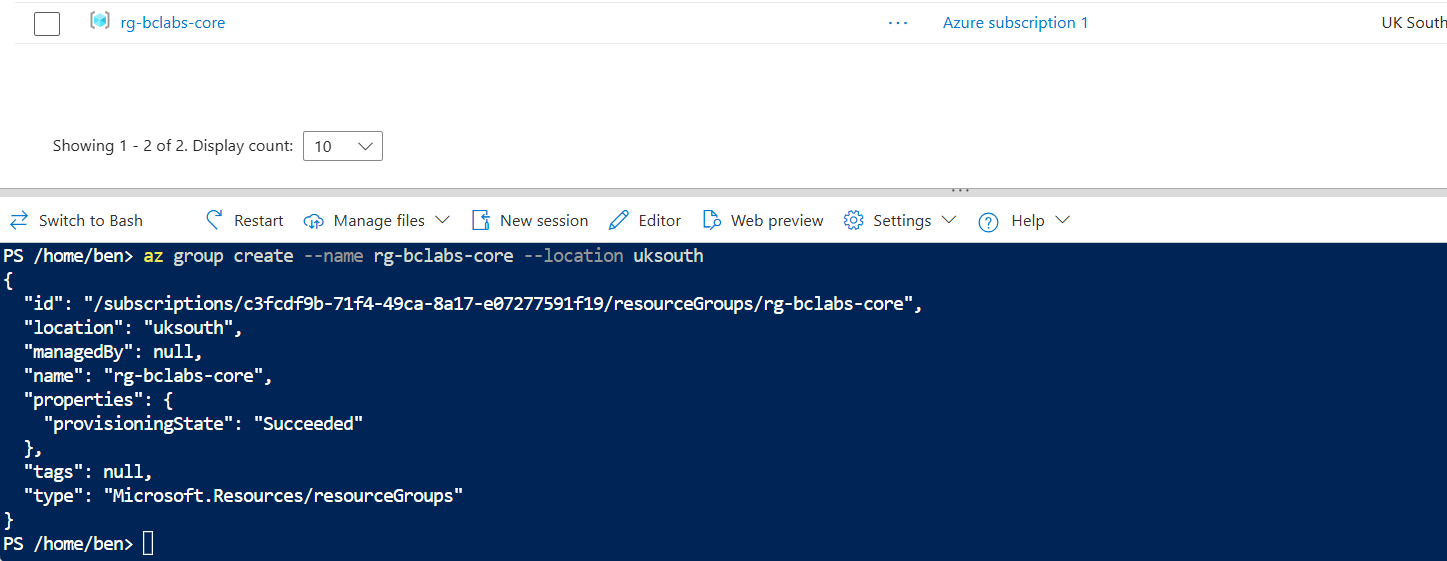 rg-bclabs-core ... Azure subscription 1 UK South
Showing 1 - 2 of 2. Display count: 10
Switch to Bash Restart Manage files New session Editor Web preview Settings Help
PS /home/ben> az group create --name rg-bclabs-core --location uksouth
{
  "id": "/subscriptions/c3fcdf9b-71f4-49ca-8a17-e07277591f19/resourceGroups/rg-bclabs-core",
  "location": "uksouth",
  "managedBy": null,
  "name": "rg-bclabs-core",
  "properties": {
    "provisioningState": "Succeeded"
  },
  "tags": null,
  "type": "Microsoft.Resources/resourceGroups"
}
PS /home/ben>